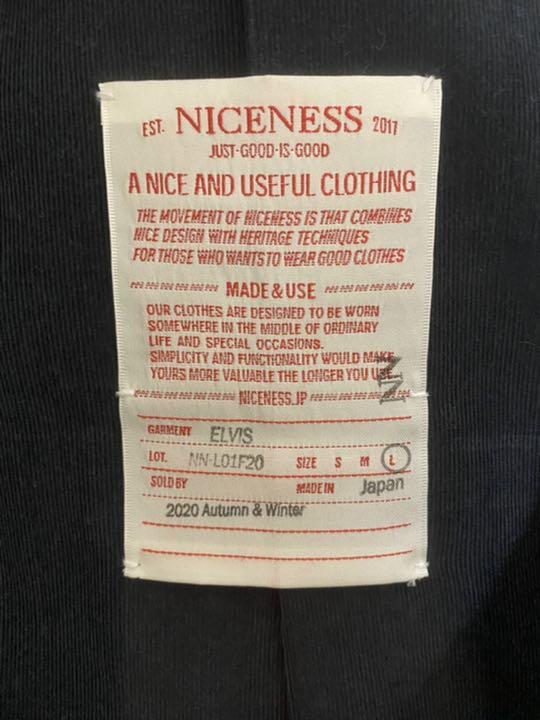 EST. NICENESS 2017
JUST-GOOD-IS-GOOD
A NICE AND USEFUL CLOTHING
THE MOVEMENT OF NICENESS IS THAT COMBINES
NICE DESIGN WITH HERITAGE TECHNIQUES
FOR THOSE WHO WANTS TO WEAR GOOD CLOTHES
MADE & USE
OUR CLOTHES ARE DESIGNED TO BE WORN
SOMEWHERE IN THE MIDDLE OF ORDINARY
LIFE AND SPECIAL OCCASIONS.
SIMPLICITY AND FUNCTIONALITY WOULD MAKE
YOURS MORE VALUABLE THE LONGER YOU USE.
NN
NICENESS.JP
GARMENT ELVIS
LOT. NN-L01F20 SIZE S M L
SOLD BY MADE IN Japan
2020 Autumn & Winter